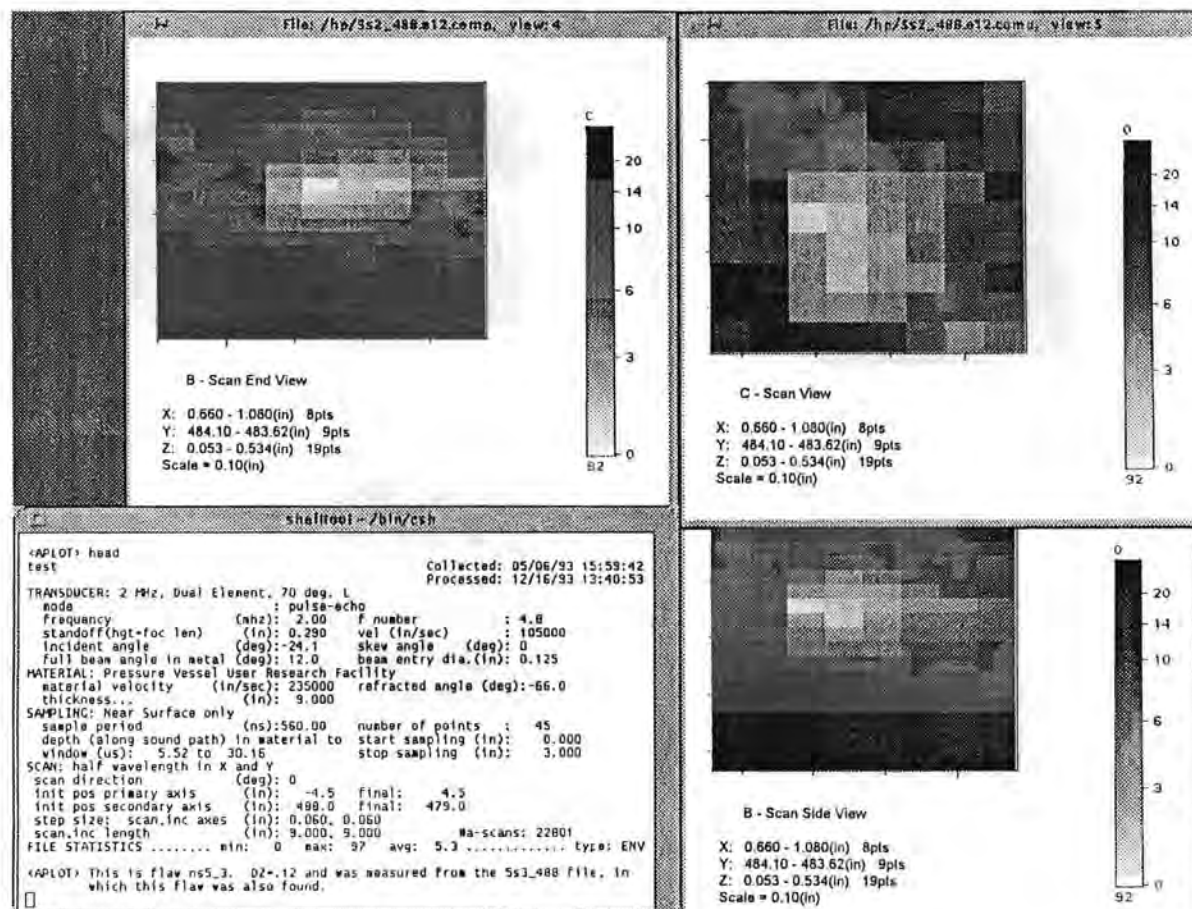 File: /hp/5s2_488.e12.comp, view:4
C
20
14
10
6
3
0
82
B - Scan End View
X: 0.660 - 1.080(in) 8pts
Y: 484.10 - 483.62(in) 9pts
Z: 0.053 - 0.534(in) 19pts
Scale = 0.10(in)
File: /hp/5s2_488.e12.comp, view:5
0
20
14
10
6
3
0
92
C - Scan View
X: 0.660 - 1.080(in) 8pts
Y: 484.10 - 483.62(in) 9pts
Z: 0.053 - 0.534(in) 19pts
Scale = 0.10(in)
shelltool - /bin/csh
<APLOT> head
test Collected: 05/06/93 15:59:42
Processed: 12/16/93 13:40:53
TRANSDUCER: 2 MHz, Dual Element, 70 deg, L
mode : pulse-echo
frequency (mhz): 2.00 f number : 4.8
standoff(hgt-foc len) (in): 0.290 vel (in/sec) : 105000
incident angle (deg):-24.1 skew angle (deg): 0
full beam angle in metal (deg): 12.0 beam entry dia.(in): 0.125
MATERIAL: Pressure Vessel User Research Facility
material velocity (in/sec): 235000 refracted angle (deg):-66.0
thickness... (in): 9.000
SAMPLING: Near Surface only
sample period (ns):560.00 number of points : 45
depth (along sound path) in material to start sampling (in): 0.000
window (us): 5.52 to 30.16 stop sampling (in): 3.000
SCAN: half wavelength in X and Y
scan direction (deg): 0
init pos primary axis (in): -4.5 final: 4.5
init pos secondary axis (in): 488.0 final: 479.0
step size: scan,inc axes (in): 0.060, 0.060
scan,inc length (in): 9.000, 9.000 #a-scans: 22801
FILE STATISTICS ........ min: 0 max: 97 avg: 5.3 ............. type: ENV
<APLOT> This is flaw ns5_3. DZ=.12 and was measured from the 5s3_488 file, in
which this flaw was also found.
0
20
14
10
6
3
0
92
B - Scan Side View
X: 0.660 - 1.080(in) 8pts
Y: 484.10 - 483.62(in) 9pts
Z: 0.053 - 0.534(in) 19pts
Scale = 0.10(in)